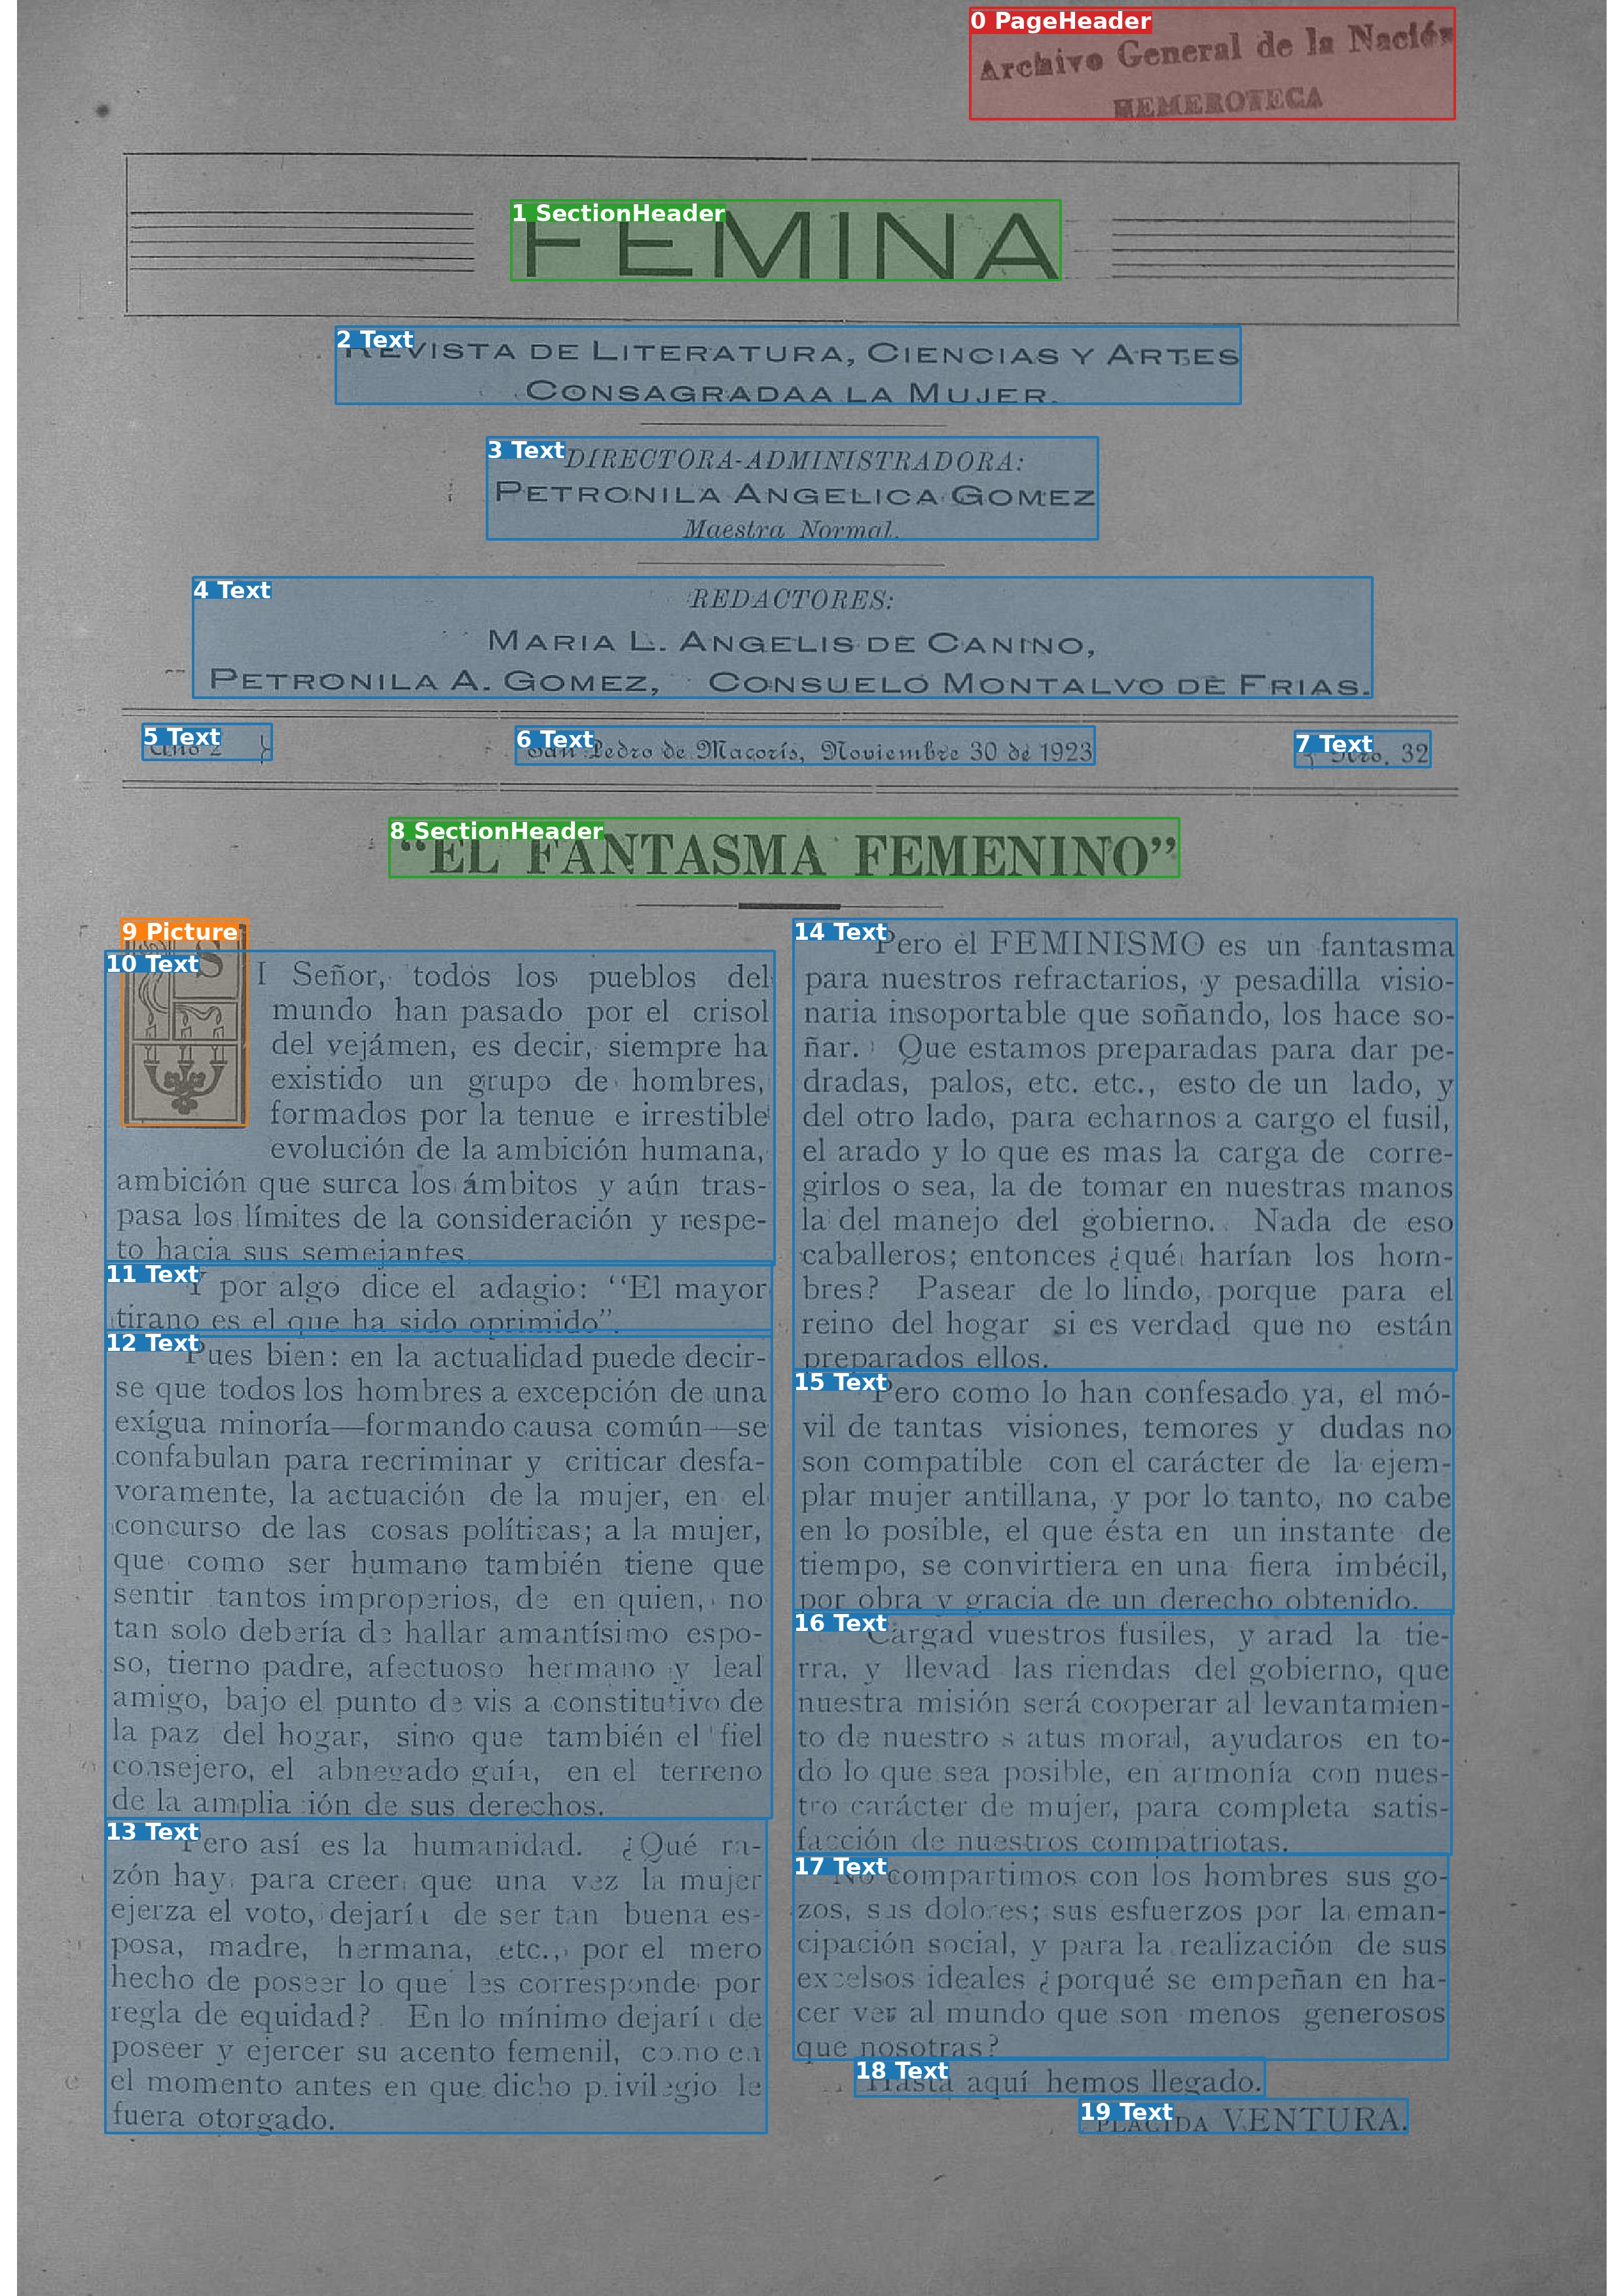 Archivo General de la Nación
HEMEROTECA
FEMINA
REVISTA DE LITERATURA, CIENCIAS Y ARTES
CONSAGRADAA LA MUJER.
DIRECTORA-ADMINISTRADORA:
PETRONILA ANGELICA GOMEZ
Maestra Normal.
REDACTORES:
MARIA L. ANGELIS DE CANINO,
PETRONILA A. GOMEZ, CONSUELO MONTALVO DE FRIAS.
Año 2
San Pedro de Macorís, Noviembre 30 de 1923
Nro. 32
“EL FANTASMA FEMENINO”
SI Señor, todos los pueblos del
mundo han pasado por el crisol
del vejámen, es decir, siempre ha
existido un grupo de hombres,
formados por la tenue e irrestible
evolución de la ambición humana,
ambición que surca los ámbitos y aún tras-
pasa los límites de la consideración y respe-
to hacia sus semejantes.
Y por algo dice el adagio: “El mayor
tirano es el que ha sido oprimido”.
Pues bien: en la actualidad puede decir-
se que todos los hombres a excepción de una
exígua minoría—formando causa común—se
confabulan para recriminar y criticar desfa-
voramente, la actuación de la mujer, en el
concurso de las cosas políticas; a la mujer,
que como ser humano también tiene que
sentir tantos improperios, de en quien, no
tan solo debería de hallar amantísimo espo-
so, tierno padre, afectuoso hermano y leal
amigo, bajo el punto de vis a constitutivo de
la paz del hogar, sino que también el fiel
consejero, el abnegado guía, en el terreno
de la amplia ión de sus derechos.
Pero así es la humanidad. ¿Qué ra-
zón hay para creer que una vez la mujer
ejerza el voto, dejaría de ser tan buena es-
posa, madre, hermana, etc., por el mero
hecho de poseer lo que les corresponde por
regla de equidad? En lo mínimo dejaría de
poseer y ejercer su acento femenil, como en
el momento antes en que dicho p.ivilegio le
fuera otorgado.
Pero el FEMINISMO es un fantasma
para nuestros refractarios, y pesadilla visio-
naria insoportable que soñando, los hace so-
ñar. Que estamos preparadas para dar pe-
dradas, palos, etc. etc., esto de un lado, y
del otro lado, para echarnos a cargo el fusil,
el arado y lo que es mas la carga de corre-
girlos o sea, la de tomar en nuestras manos
la del manejo del gobierno. Nada de eso
caballeros; entonces ¿qué harían los hom-
bres? Pasear de lo lindo, porque para el
reino del hogar si es verdad que no están
preparados ellos.
Pero como lo han confesado ya, el mó-
vil de tantas visiones, temores y dudas no
son compatible con el carácter de la ejem-
plar mujer antillana, y por lo tanto, no cabe
en lo posible, el que ésta en un instante de
tiempo, se convirtiera en una fiera imbécil,
por obra y gracia de un derecho obtenido.
Cargad vuestros fusiles, y arad la tie-
rra, y llevad las riendas del gobierno, que
nuestra misión será cooperar al levantamien-
to de nuestro s atus moral, ayudaros en to-
do lo que sea posible, en armonía con nues-
tro carácter de mujer, para completa satis-
facción de nuestros compatriotas.
No compartimos con los hombres sus go-
zos, sus dolores; sus esfuerzos por la eman-
cipación social, y para la realización de sus
excelsos ideales ¿porqué se empeñan en ha-
cer ver al mundo que son menos generosos
que nosotras?
Hasta aquí hemos llegado.
PLACIDA VENTURA.